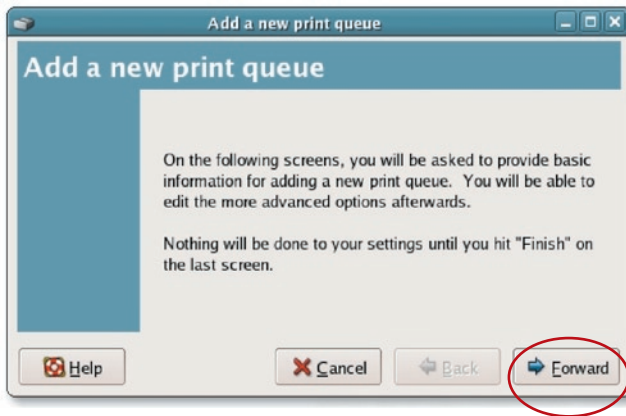 Add a new print queue
Add a new print queue
On the following screens, you will be asked to provide basic
information for adding a new print queue. You will be able to
edit the more advanced options afterwards.
Nothing will be done to your settings until you hit "Finish" on
the last screen.
Help
Cancel
Back
Forward